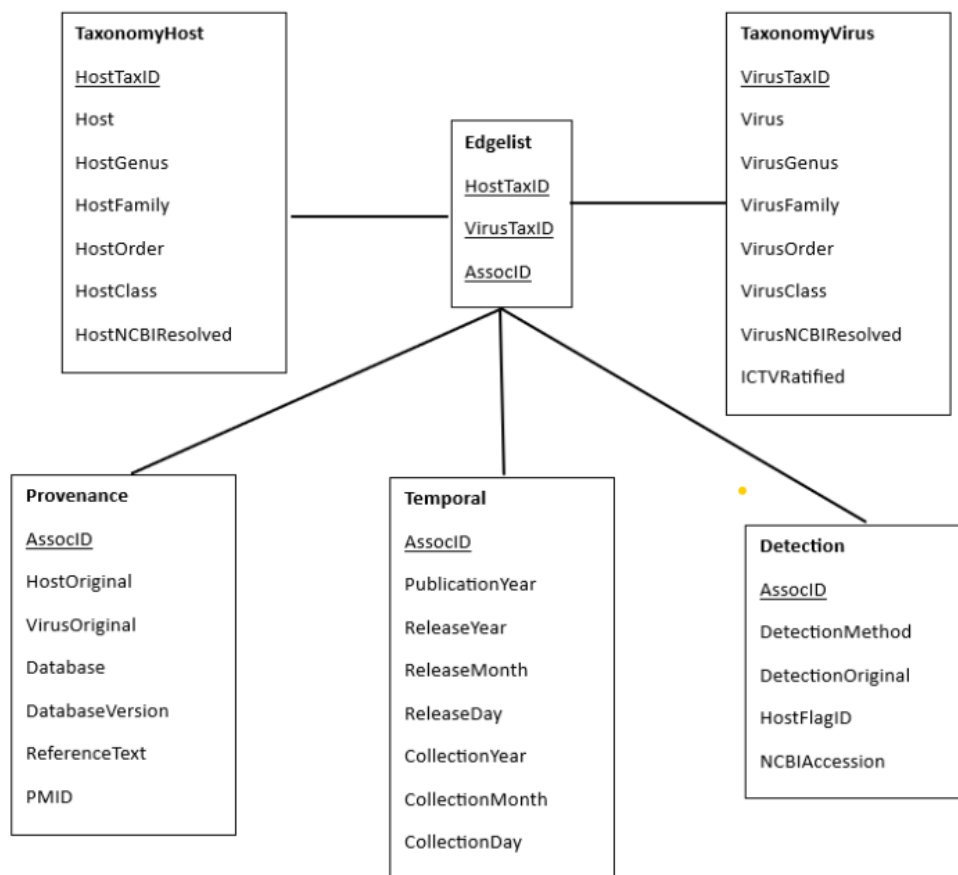 TaxonomyHost
HostTaxID
Host
HostGenus
HostFamily
HostOrder
HostClass
HostNCBIResolved
Edgelist
HostTaxID
VirusTaxID
AssocID
TaxonomyVirus
VirusTaxID
Virus
VirusGenus
VirusFamily
VirusOrder
VirusClass
VirusNCBIResolved
ICTVRatified
Provenance
AssocID
HostOriginal
VirusOriginal
Database
DatabaseVersion
ReferenceText
PMID
Temporal
AssocID
PublicationYear
ReleaseYear
ReleaseMonth
ReleaseDay
CollectionYear
CollectionMonth
CollectionDay
Detection
AssocID
DetectionMethod
DetectionOriginal
HostFlagID
NCBIAccession